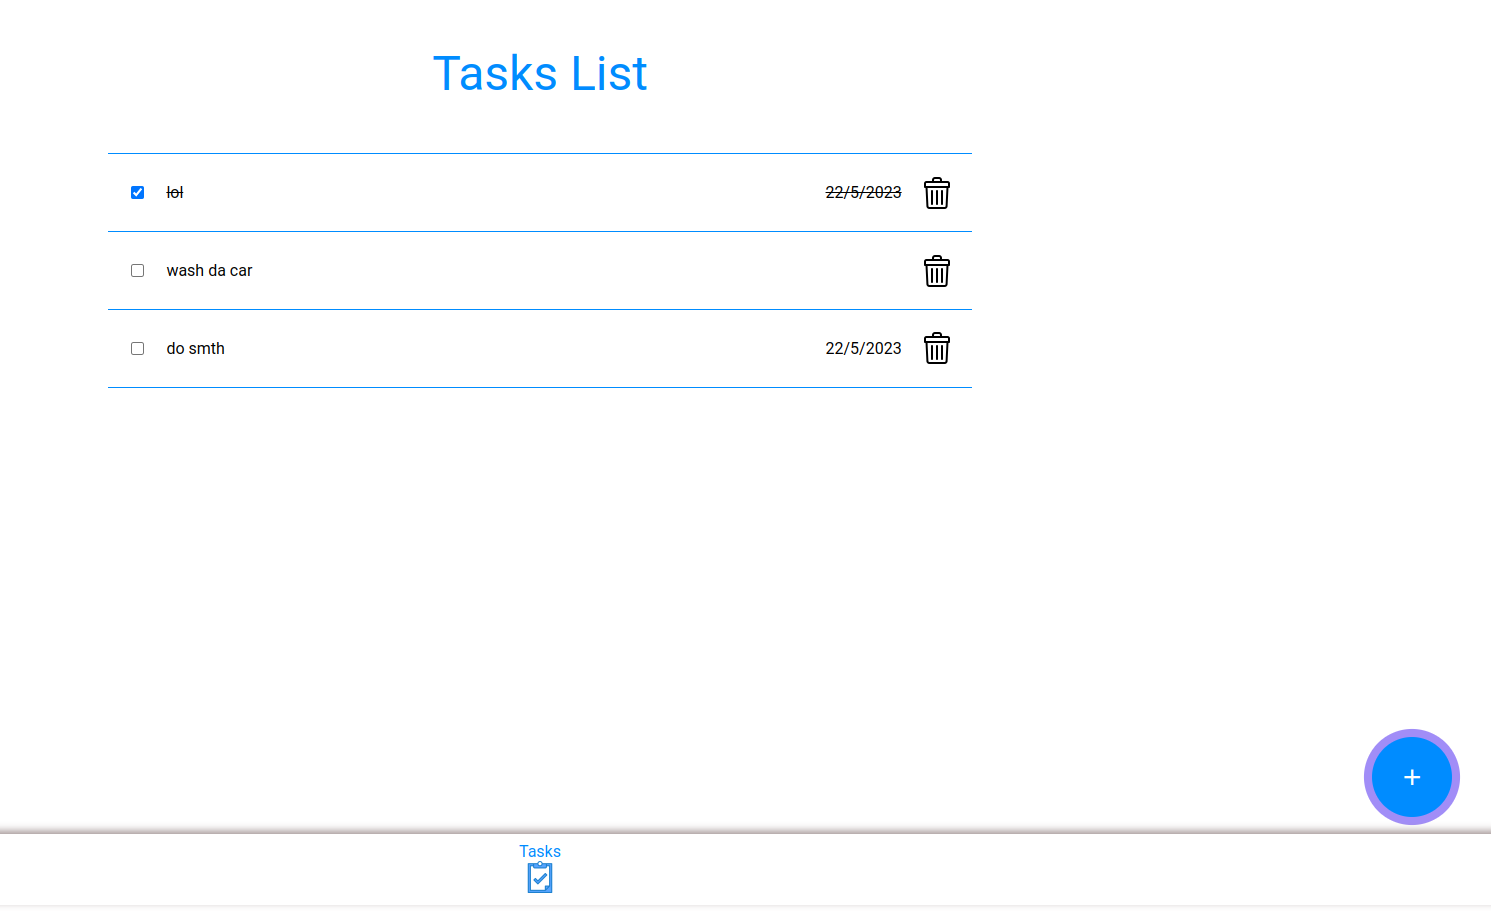 Tasks List
lol 22/5/2023
wash da car
do smth 22/5/2023
+
Tasks